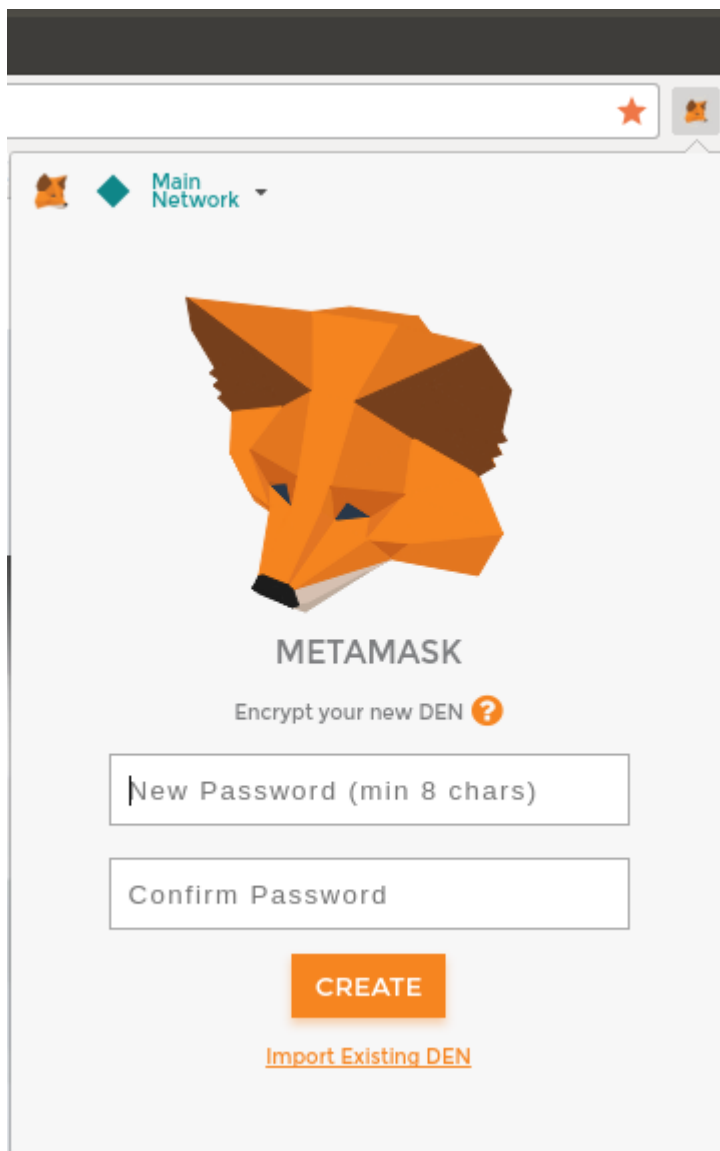 Main
Network
METAMASK
Encrypt your new DEN ?
New Password (min 8 chars)
Confirm Password
CREATE
Import Existing DEN